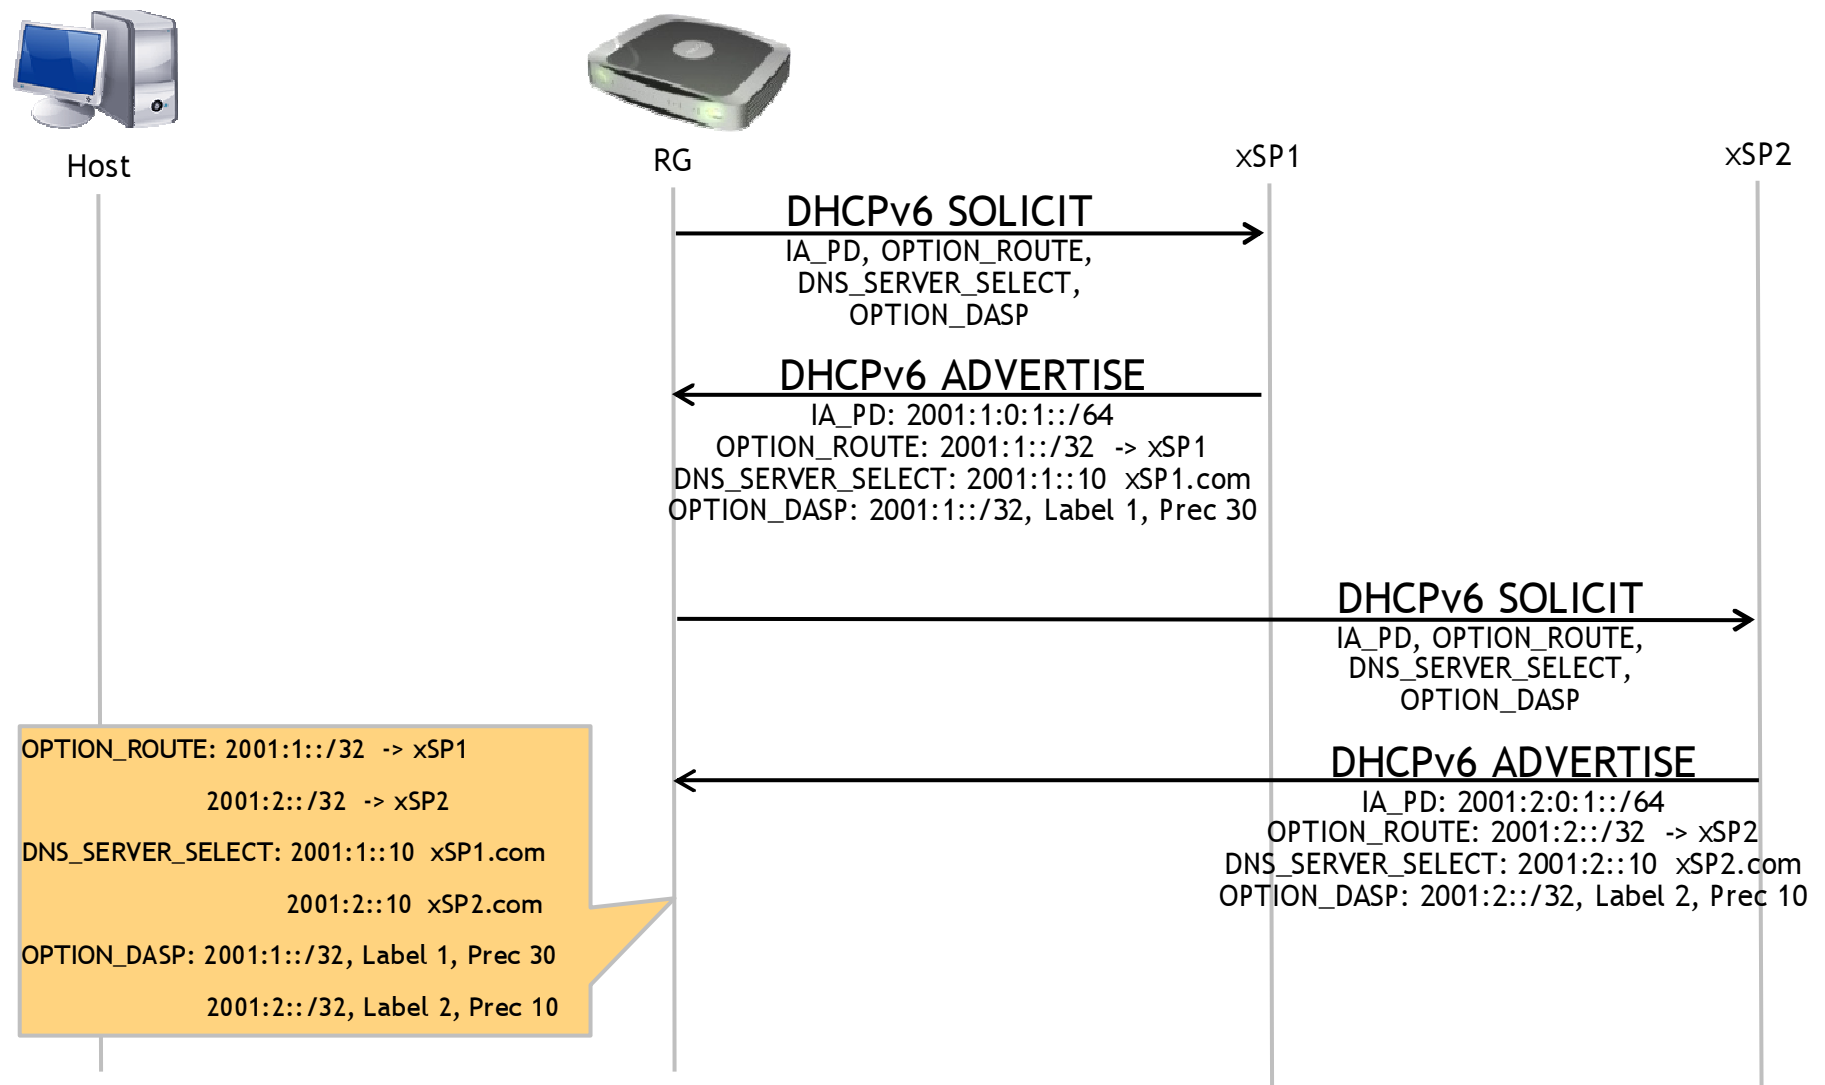 Host
RG
xSP1
xSP2
DHCPv6 SOLICIT
IA_PD, OPTION_ROUTE,
DNS_SERVER_SELECT,
OPTION_DASP
DHCPv6 ADVERTISE
IA_PD: 2001:1:0:1::/64
OPTION_ROUTE: 2001:1::/32 -> xSP1
DNS_SERVER_SELECT: 2001:1::10 xSP1.com
OPTION_DASP: 2001:1::/32, Label 1, Prec 30
DHCPv6 SOLICIT
IA_PD, OPTION_ROUTE,
DNS_SERVER_SELECT,
OPTION_DASP
DHCPv6 ADVERTISE
IA_PD: 2001:2:0:1::/64
OPTION_ROUTE: 2001:2::/32 -> xSP2
DNS_SERVER_SELECT: 2001:2::10 xSP2.com
OPTION_DASP: 2001:2::/32, Label 2, Prec 10
OPTION_ROUTE: 2001:1::/32 -> xSP1
2001:2::/32 -> xSP2
DNS_SERVER_SELECT: 2001:1::10 xSP1.com
2001:2::10 xSP2.com
OPTION_DASP: 2001:1::/32, Label 1, Prec 30
2001:2::/32, Label 2, Prec 10